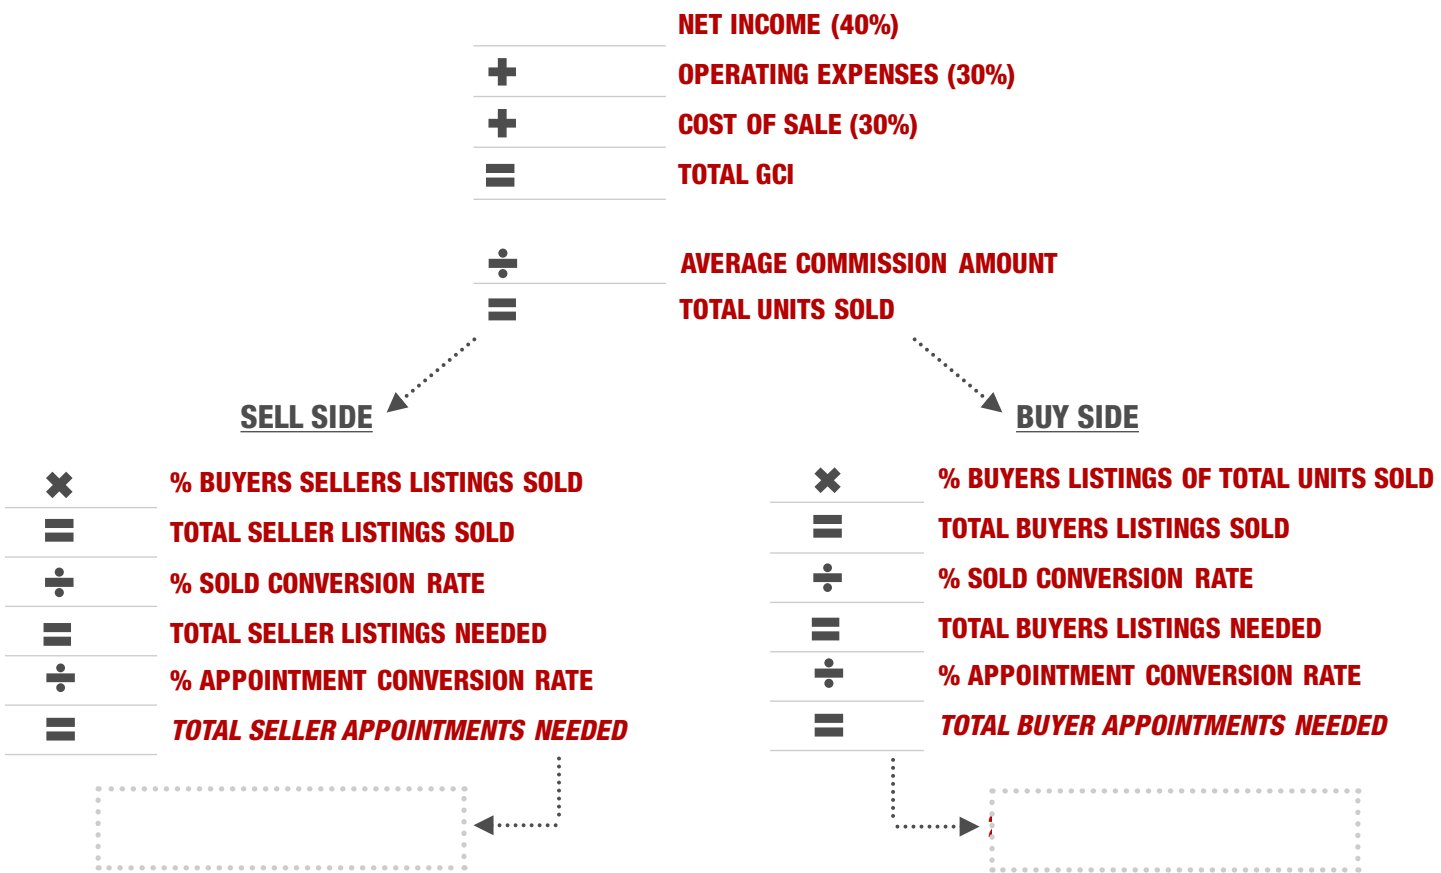 NET INCOME (40%)
+ OPERATING EXPENSES (30%)
+ COST OF SALE (30%)
= TOTAL GCI
÷ AVERAGE COMMISSION AMOUNT
= TOTAL UNITS SOLD
SELL SIDE
× % BUYERS SELLERS LISTINGS SOLD
= TOTAL SELLER LISTINGS SOLD
÷ % SOLD CONVERSION RATE
= TOTAL SELLER LISTINGS NEEDED
÷ % APPOINTMENT CONVERSION RATE
= TOTAL SELLER APPOINTMENTS NEEDED
BUY SIDE
× % BUYERS LISTINGS OF TOTAL UNITS SOLD
= TOTAL BUYERS LISTINGS SOLD
÷ % SOLD CONVERSION RATE
= TOTAL BUYERS LISTINGS NEEDED
÷ % APPOINTMENT CONVERSION RATE
= TOTAL BUYER APPOINTMENTS NEEDED